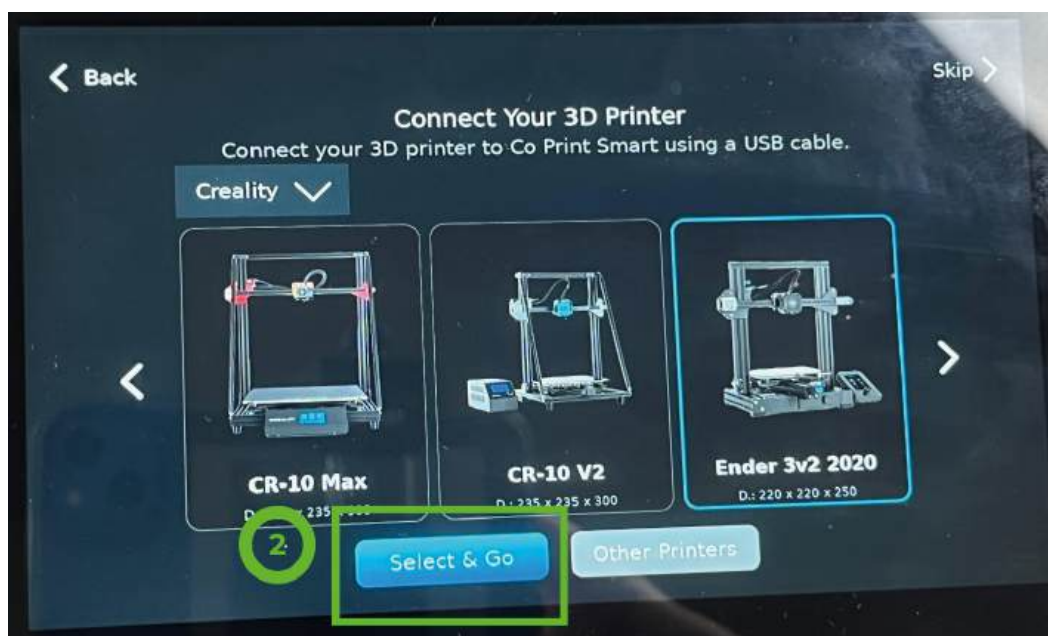 Back
Skip
Connect Your 3D Printer
Connect your 3D printer to Co Print Smart using a USB cable.
Creality
CR-10 Max
D.: 235
CR-10 V2
D.: 235 x 235 x 300
Ender 3v2 2020
D.: 220 x 220 x 250
2
Select & Go
Other Printers